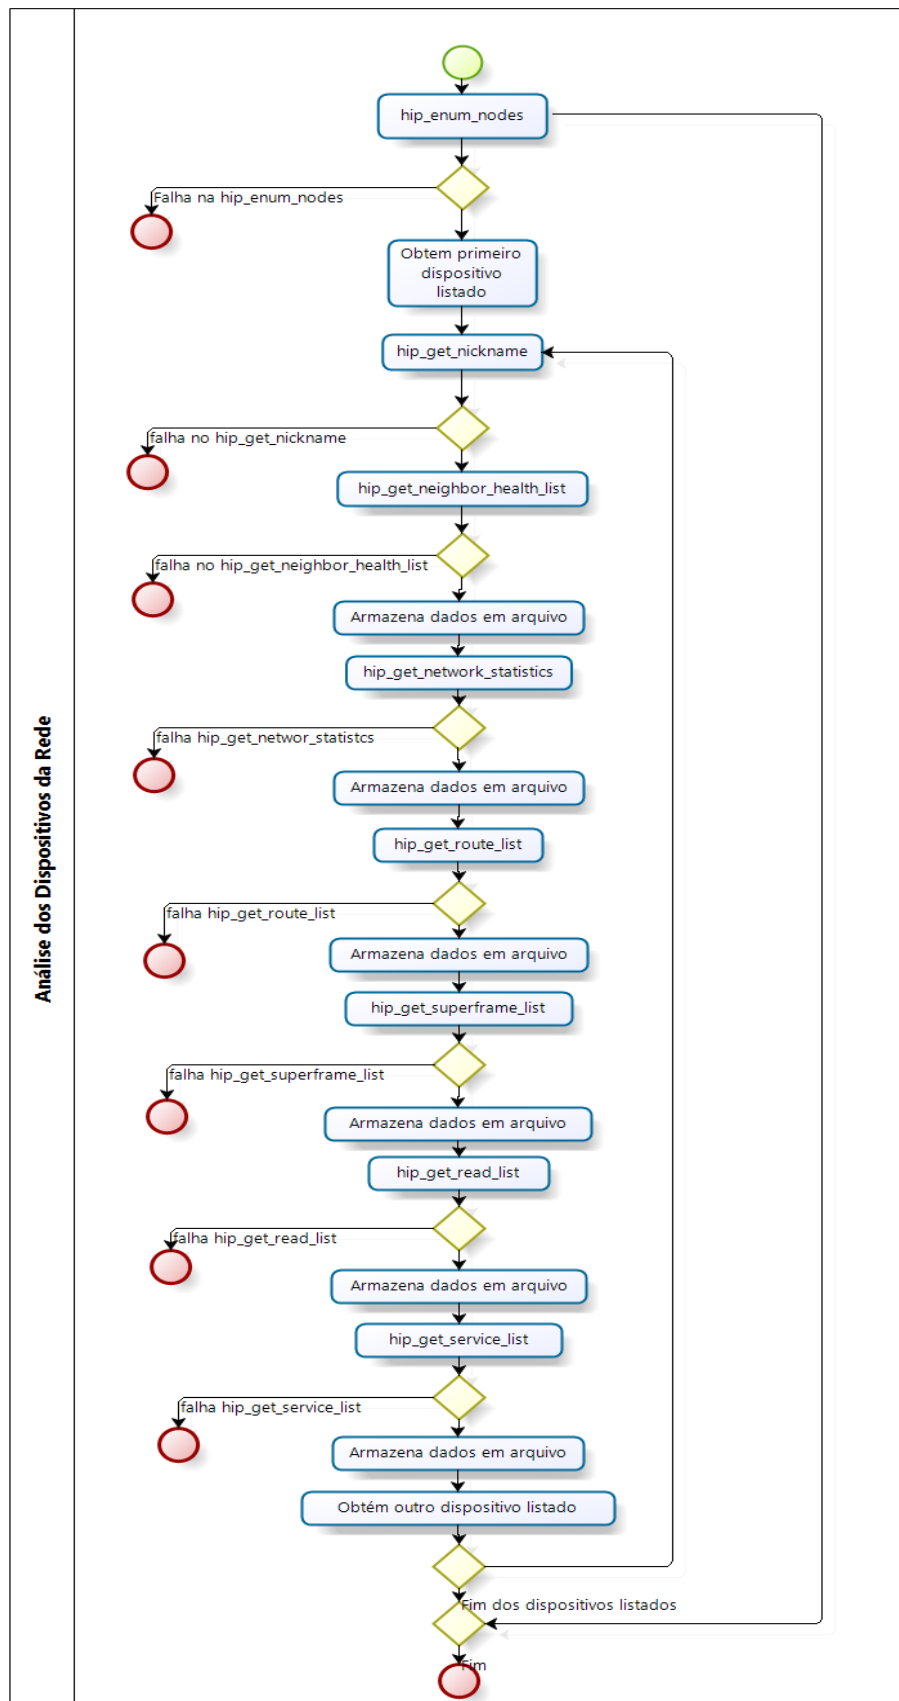 Análise dos Dispositivos da Rede
hip_enum_nodes
Falha na hip_enum_nodes
Obtem primeiro
dispositivo
listado
hip_get_nickname
falha no hip_get_nickname
hip_get_neighbor_health_list
falha no hip_get_neighbor_health_list
Armazena dados em arquivo
hip_get_network_statistics
falha hip_get_networ_statistcs
Armazena dados em arquivo
hip_get_route_list
falha hip_get_route_list
Armazena dados em arquivo
hip_get_superframe_list
falha hip_get_superframe_list
Armazena dados em arquivo
hip_get_read_list
falha hip_get_read_list
Armazena dados em arquivo
hip_get_service_list
falha hip_get_service_list
Armazena dados em arquivo
Obtém outro dispositivo listado
Fim dos dispositivos listados
Fim